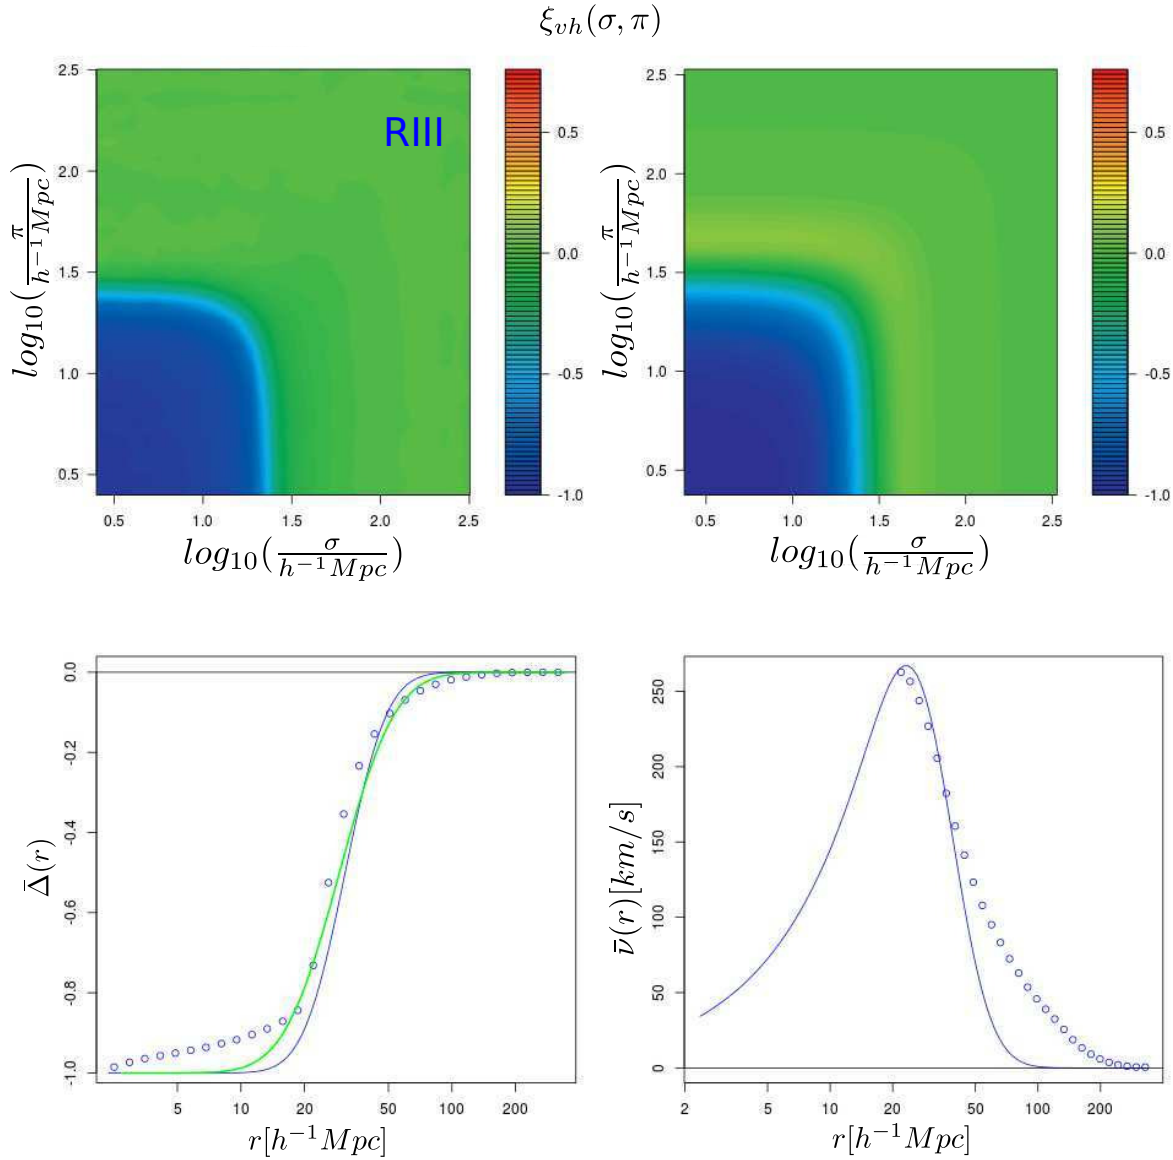 ξ_vh(σ, π)
RIII
2.5
2.0
1.5
1.0
0.5
log10(π/h⁻¹Mpc)
0.5 1.0 1.5 2.0 2.5
log10(σ/h⁻¹Mpc)
0.5
0.0
-0.5
-1.0
2.5
2.0
1.5
1.0
0.5
log10(π/h⁻¹Mpc)
0.5 1.0 1.5 2.0 2.5
log10(σ/h⁻¹Mpc)
0.5
0.0
-0.5
-1.0
0.0
-0.2
-0.4
-0.6
-0.8
-1.0
Δ̄(r)
5 10 20 50 100 200
r[h⁻¹Mpc]
250
200
150
100
50
0
ν̄(r)[km/s]
2 5 10 20 50 100 200
r[h⁻¹Mpc]